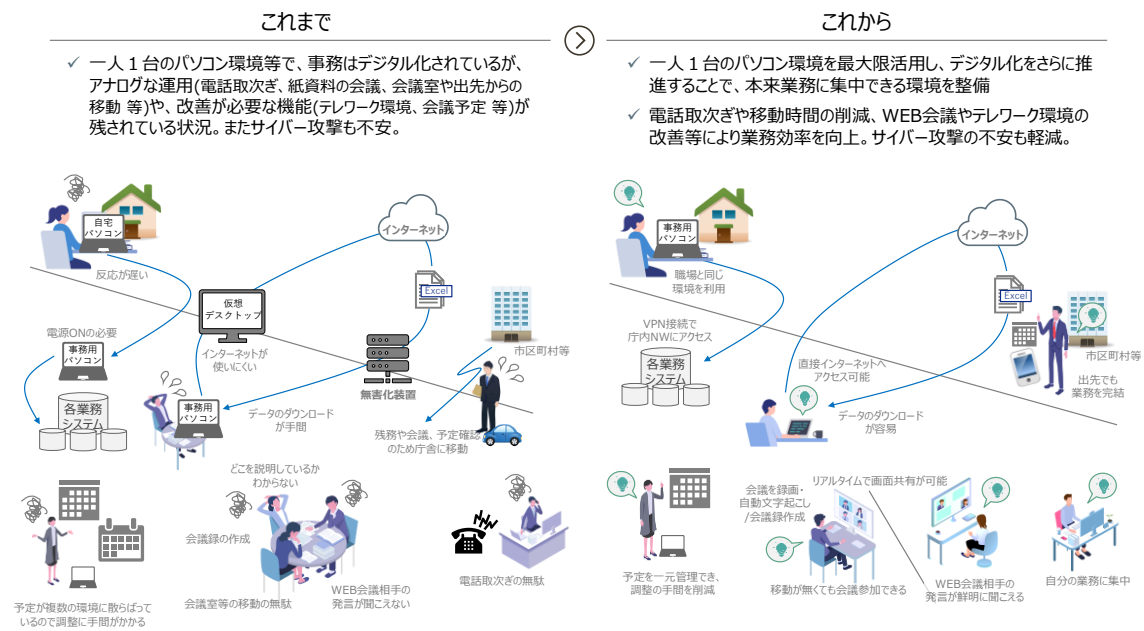 これまで
✓ 一人１台のパソコン環境等で、事務はデジタル化されているが、
アナログな運用(電話取次ぎ、紙資料の会議、会議室や出先からの
移動 等)や、改善が必要な機能(テレワーク環境、会議予定 等)が
残されている状況。またサイバー攻撃も不安。
自宅
パソコン
反応が遅い
インターネット
仮想
デスクトップ
Excel
電源ONの必要
事務用
パソコン
インターネットが
使いにくい
市区町村等
無害化装置
各業務
システム
事務用
パソコン
データのダウンロード
が手間
残務や会議、予定確認
のため庁舎に移動
どこを説明しているか
わからない
会議録の作成
電話取次ぎの無駄
WEB会議相手の
発言が聞こえない
会議室等の移動の無駄
予定が複数の環境に散らばって
いるので調整に手間がかかる
これから
✓ 一人１台のパソコン環境を最大限活用し、デジタル化をさらに推
進することで、本来業務に集中できる環境を整備
✓ 電話取次ぎや移動時間の削減、WEB会議やテレワーク環境の
改善等により業務効率を向上。サイバー攻撃の不安も軽減。
事務用
パソコン
インターネット
職場と同じ
環境を利用
Excel
VPN接続で
庁内NWにアクセス
各業務
システム
直接インターネットへ
アクセス可能
市区町村等
出先でも
業務を完結
データのダウンロード
が容易
リアルタイムで画面共有が可能
会議を録画・
自動文字起こし
/会議録作成
予定を一元管理でき、
調整の手間を削減
移動が無くても会議参加できる
WEB会議相手の
発言が鮮明に聞こえる
自分の業務に集中